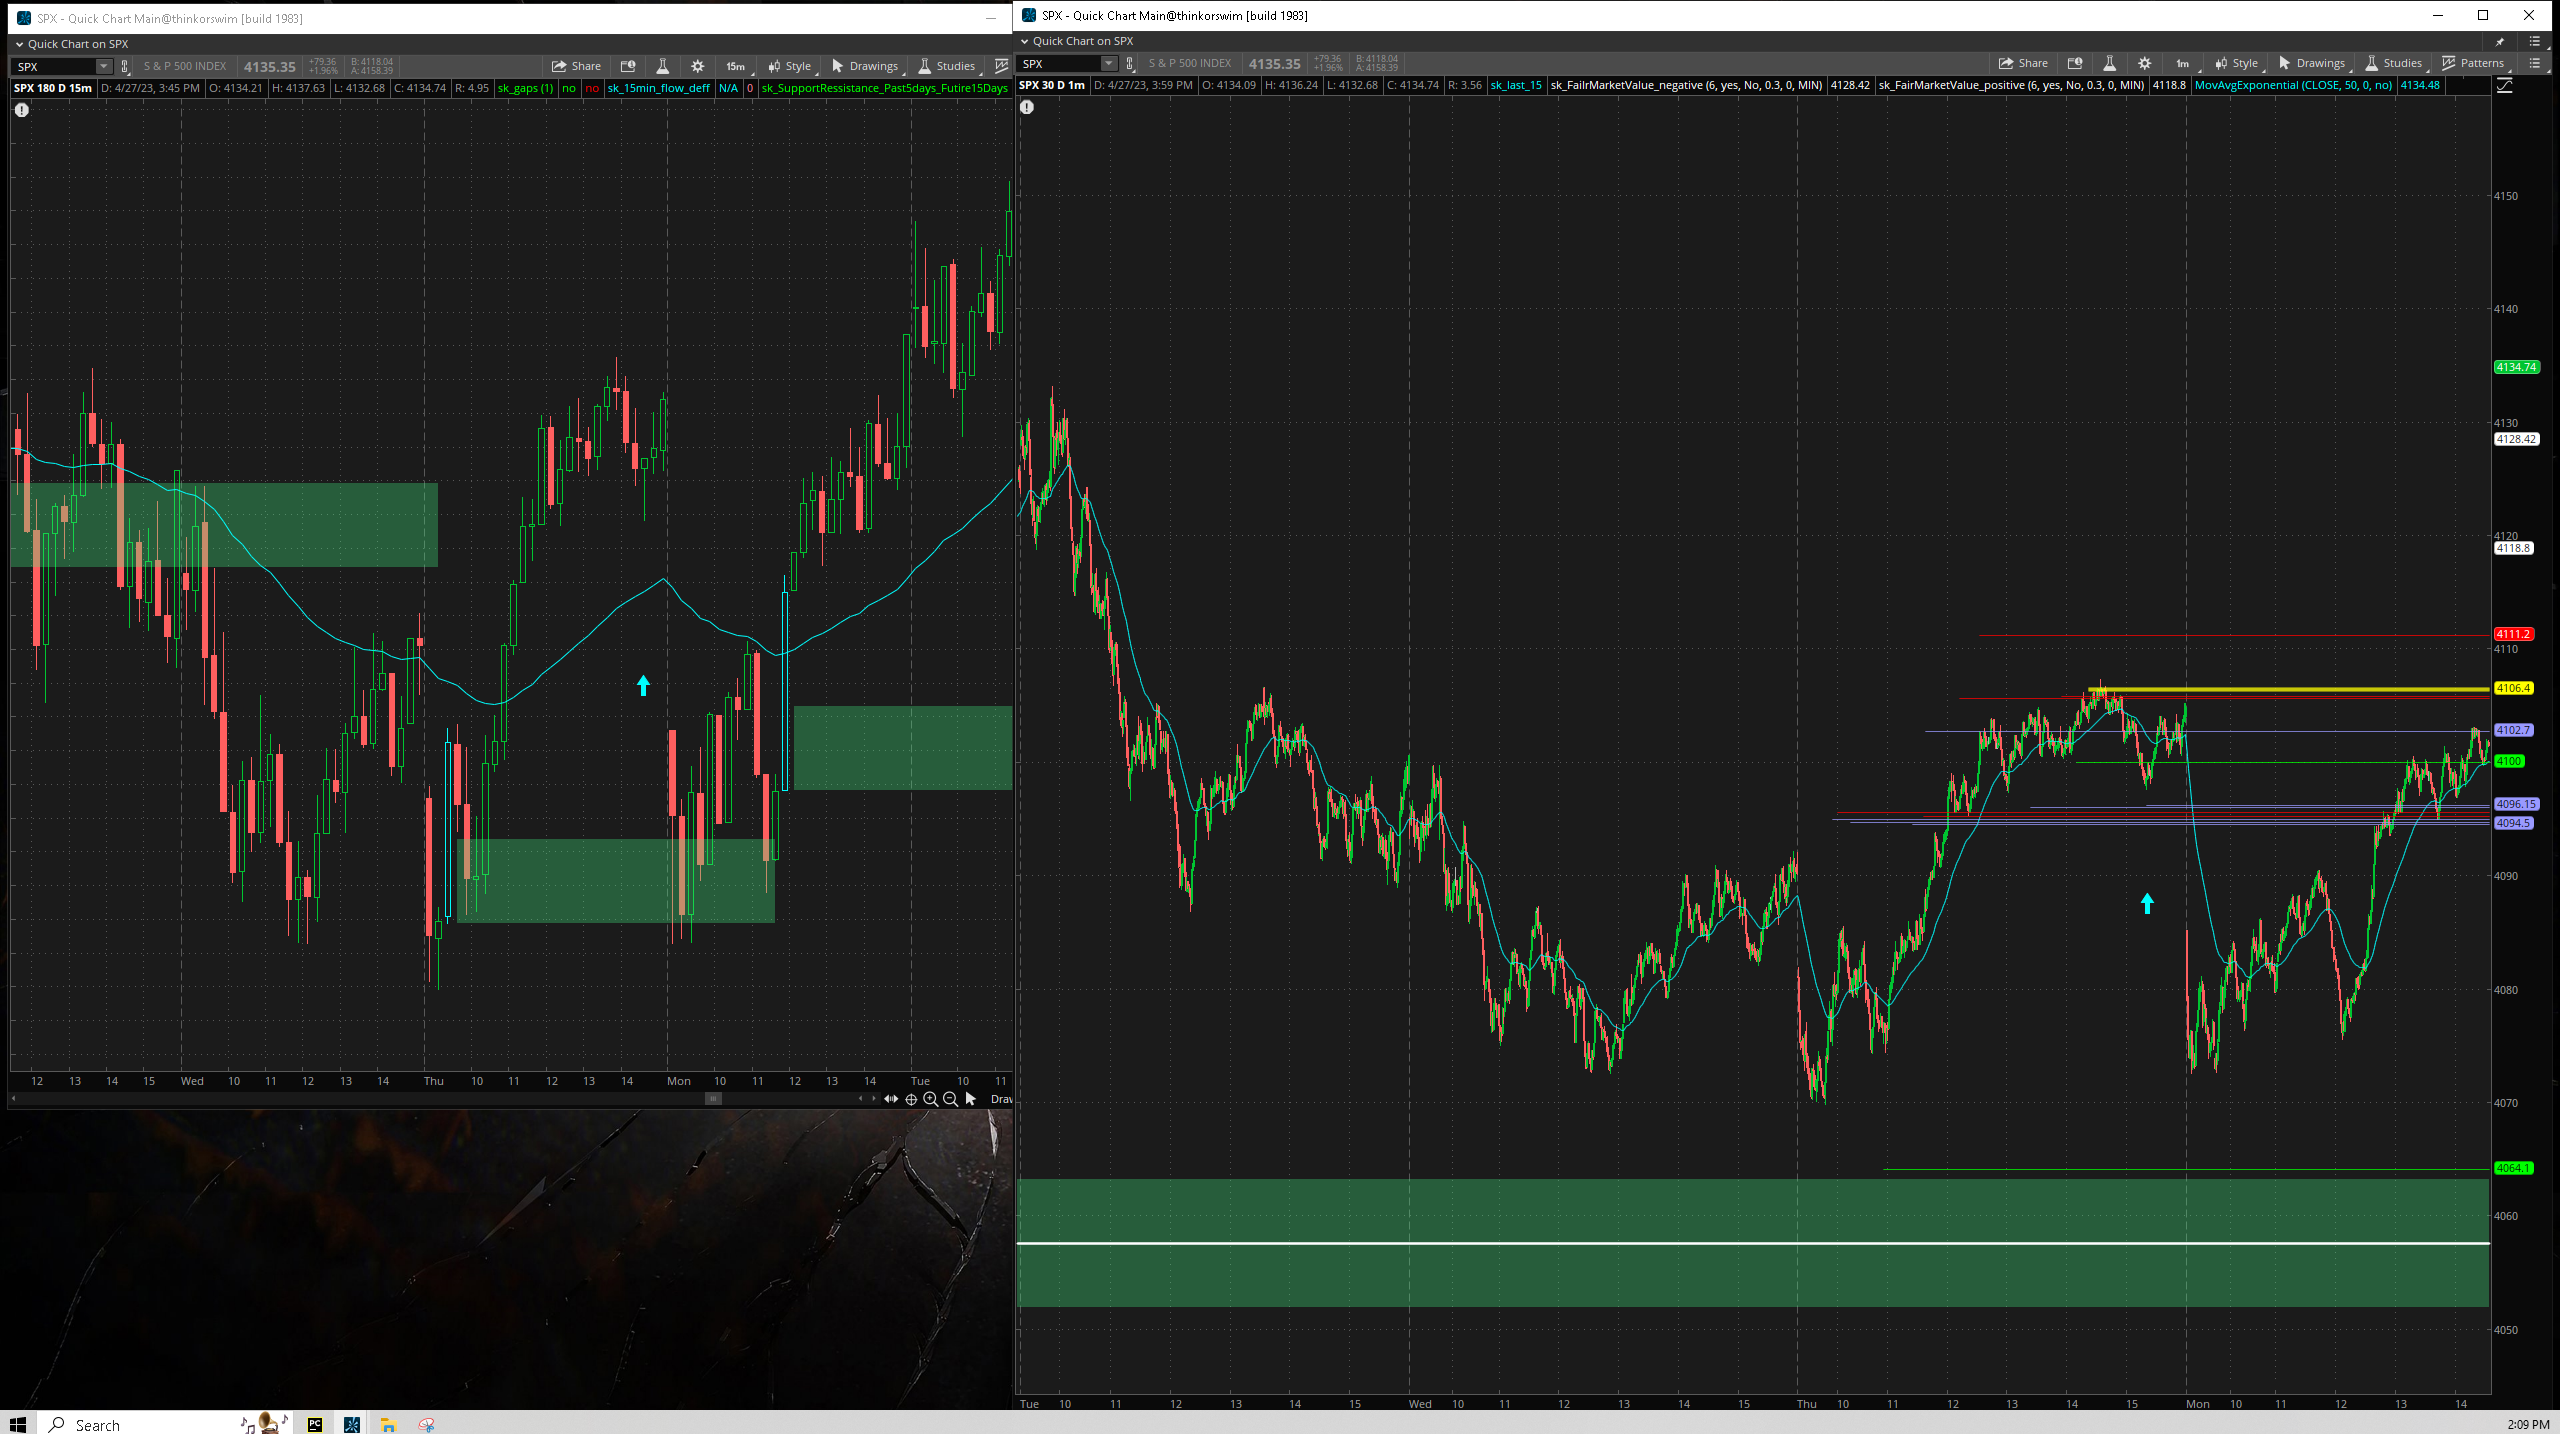 SPX - Quick Chart Main@thinkorswim [build 1983]
Quick Chart on SPX
SPX S & P 500 INDEX 4135.35 +79.36 +1.96% B: 4118.04 A: 4158.39 Share 15m Style Drawings Studies
SPX 180 D 15m D: 4/27/23, 3:45 PM O: 4134.21 H: 4137.63 L: 4132.68 C: 4134.74 R: 4.95 sk_gaps (1) no no sk_15min_flow_deff N/A 0 sk_SupportRessistance_Past5days_Futire15Days
12 13 14 15 Wed 10 11 12 13 14 Thu 10 11 12 13 14 Mon 10 11 12 13 14 Tue 10 11
Draw
SPX - Quick Chart Main@thinkorswim [build 1983]
Quick Chart on SPX
SPX S & P 500 INDEX 4135.35 +79.36 +1.96% B: 4118.04 A: 4158.39 Share 1m Style Drawings Studies Patterns
SPX 30 D 1m D: 4/27/23, 3:59 PM O: 4134.09 H: 4136.24 L: 4132.68 C: 4134.74 R: 3.56 sk_last_15 sk_FailrMarketValue_negative (6, yes, No, 0.3, 0, MIN) 4128.42 sk_FairMarketValue_positive (6, yes, No, 0.3, 0, MIN) 4118.8 MovAvgExponential (CLOSE, 50, 0, no) 4134.48
4150
4140
4134.74
4130
4128.42
4120
4118.8
4111.2
4110
4106.4
4102.7
4100
4096.15
4094.5
4090
4080
4070
4064.1
4060
4050
Tue 10 11 12 13 14 15 Wed 10 11 12 13 14 15 Thu 10 11 12 13 14 15 Mon 10 11 12 13 14
Search
PC
2:09 PM